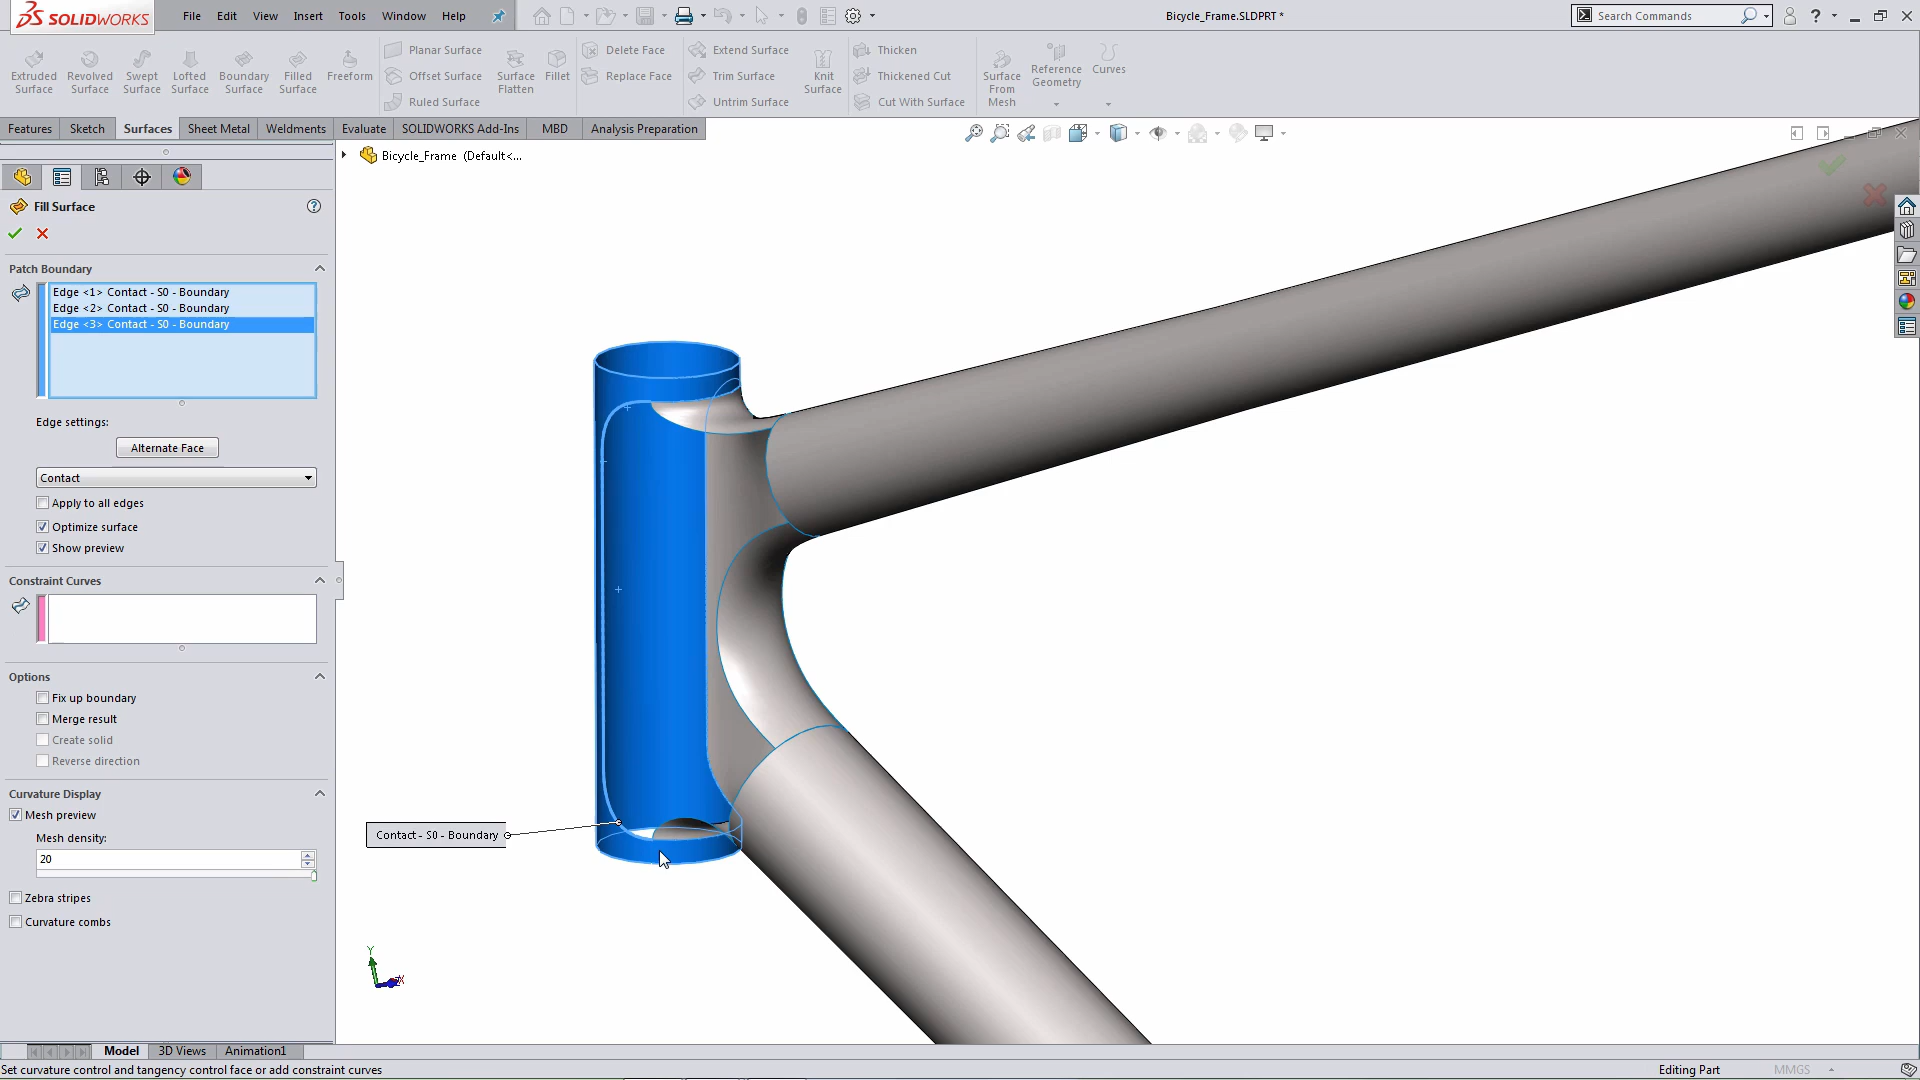 SOLIDWORKS
File Edit View Insert Tools Window Help
Bicycle_Frame.SLDPRT *
Search Commands
Extruded Surface
Revolved Surface
Swept Surface
Lofted Surface
Boundary Surface
Filled Surface
Freeform
Planar Surface
Offset Surface
Ruled Surface
Surface Flatten
Fillet
Delete Face
Replace Face
Extend Surface
Trim Surface
Untrim Surface
Knit Surface
Thicken
Thickened Cut
Cut With Surface
Surface From Mesh
Reference Geometry
Curves
Features Sketch Surfaces Sheet Metal Weldments Evaluate SOLIDWORKS Add-Ins MBD Analysis Preparation
Bicycle_Frame (Default<...
Fill Surface
Patch Boundary
Edge <1> Contact - S0 - Boundary
Edge <2> Contact - S0 - Boundary
Edge <3> Contact - S0 - Boundary
Edge settings:
Alternate Face
Contact
Apply to all edges
Optimize surface
Show preview
Constraint Curves
Options
Fix up boundary
Merge result
Create solid
Reverse direction
Curvature Display
Mesh preview
Mesh density:
20
Zebra stripes
Curvature combs
Contact - S0 - Boundary
Y
Model 3D Views Animation1
Set curvature control and tangency control face or add constraint curves
Editing Part
MMGS